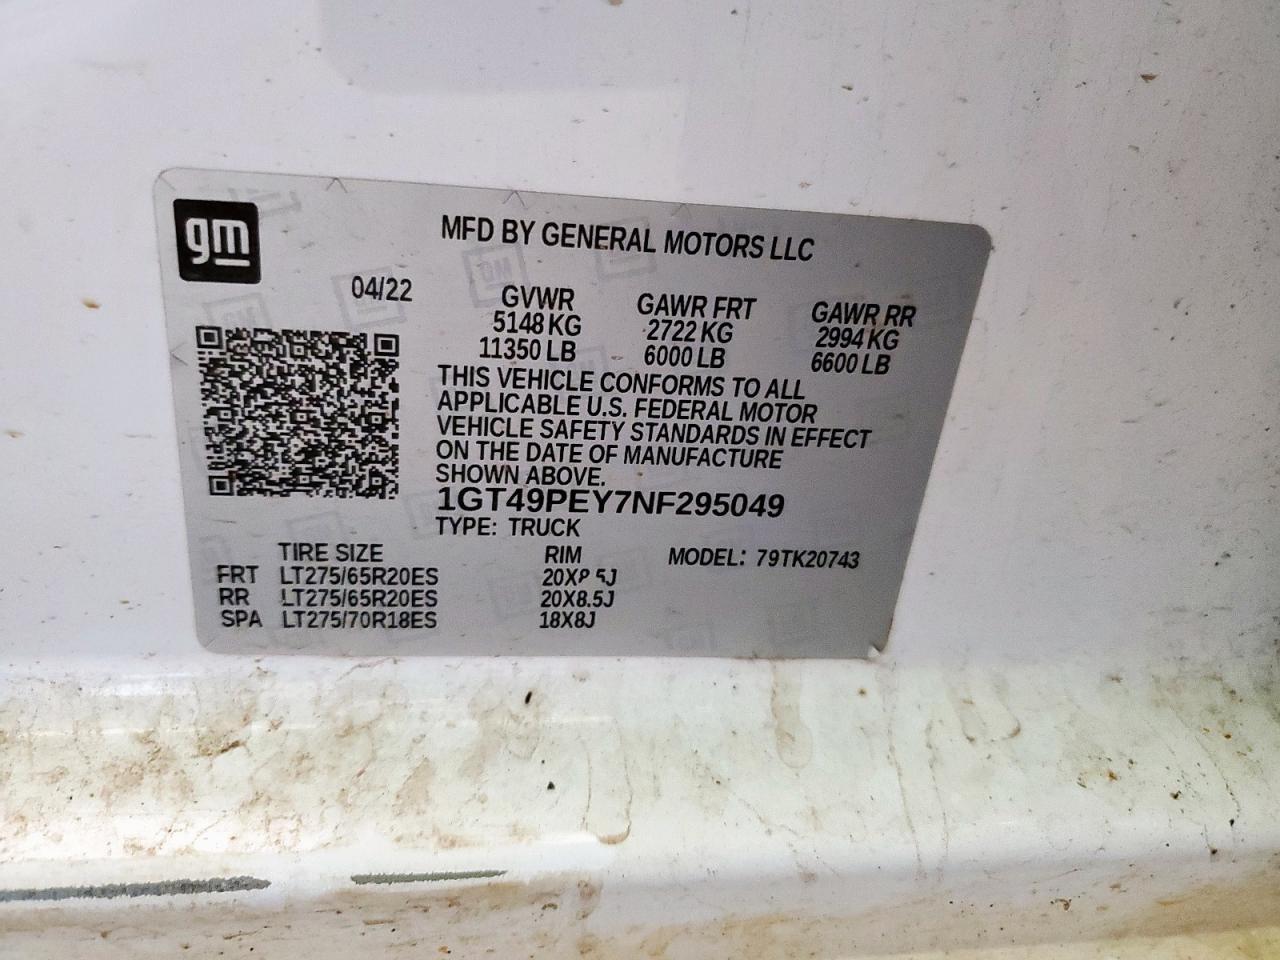 gm
MFD BY GENERAL MOTORS LLC
04/22
GVWR GAWR FRT GAWR RR
5148 KG 2722 KG 2994 KG
11350 LB 6000 LB 6600 LB
THIS VEHICLE CONFORMS TO ALL
APPLICABLE U.S. FEDERAL MOTOR
VEHICLE SAFETY STANDARDS IN EFFECT
ON THE DATE OF MANUFACTURE
SHOWN ABOVE.
1GT49PEY7NF295049
TYPE: TRUCK
TIRE SIZE RIM MODEL: 79TK20743
FRT LT275/65R20ES 20X8.5J
RR LT275/65R20ES 20X8.5J
SPA LT275/70R18ES 18X8J